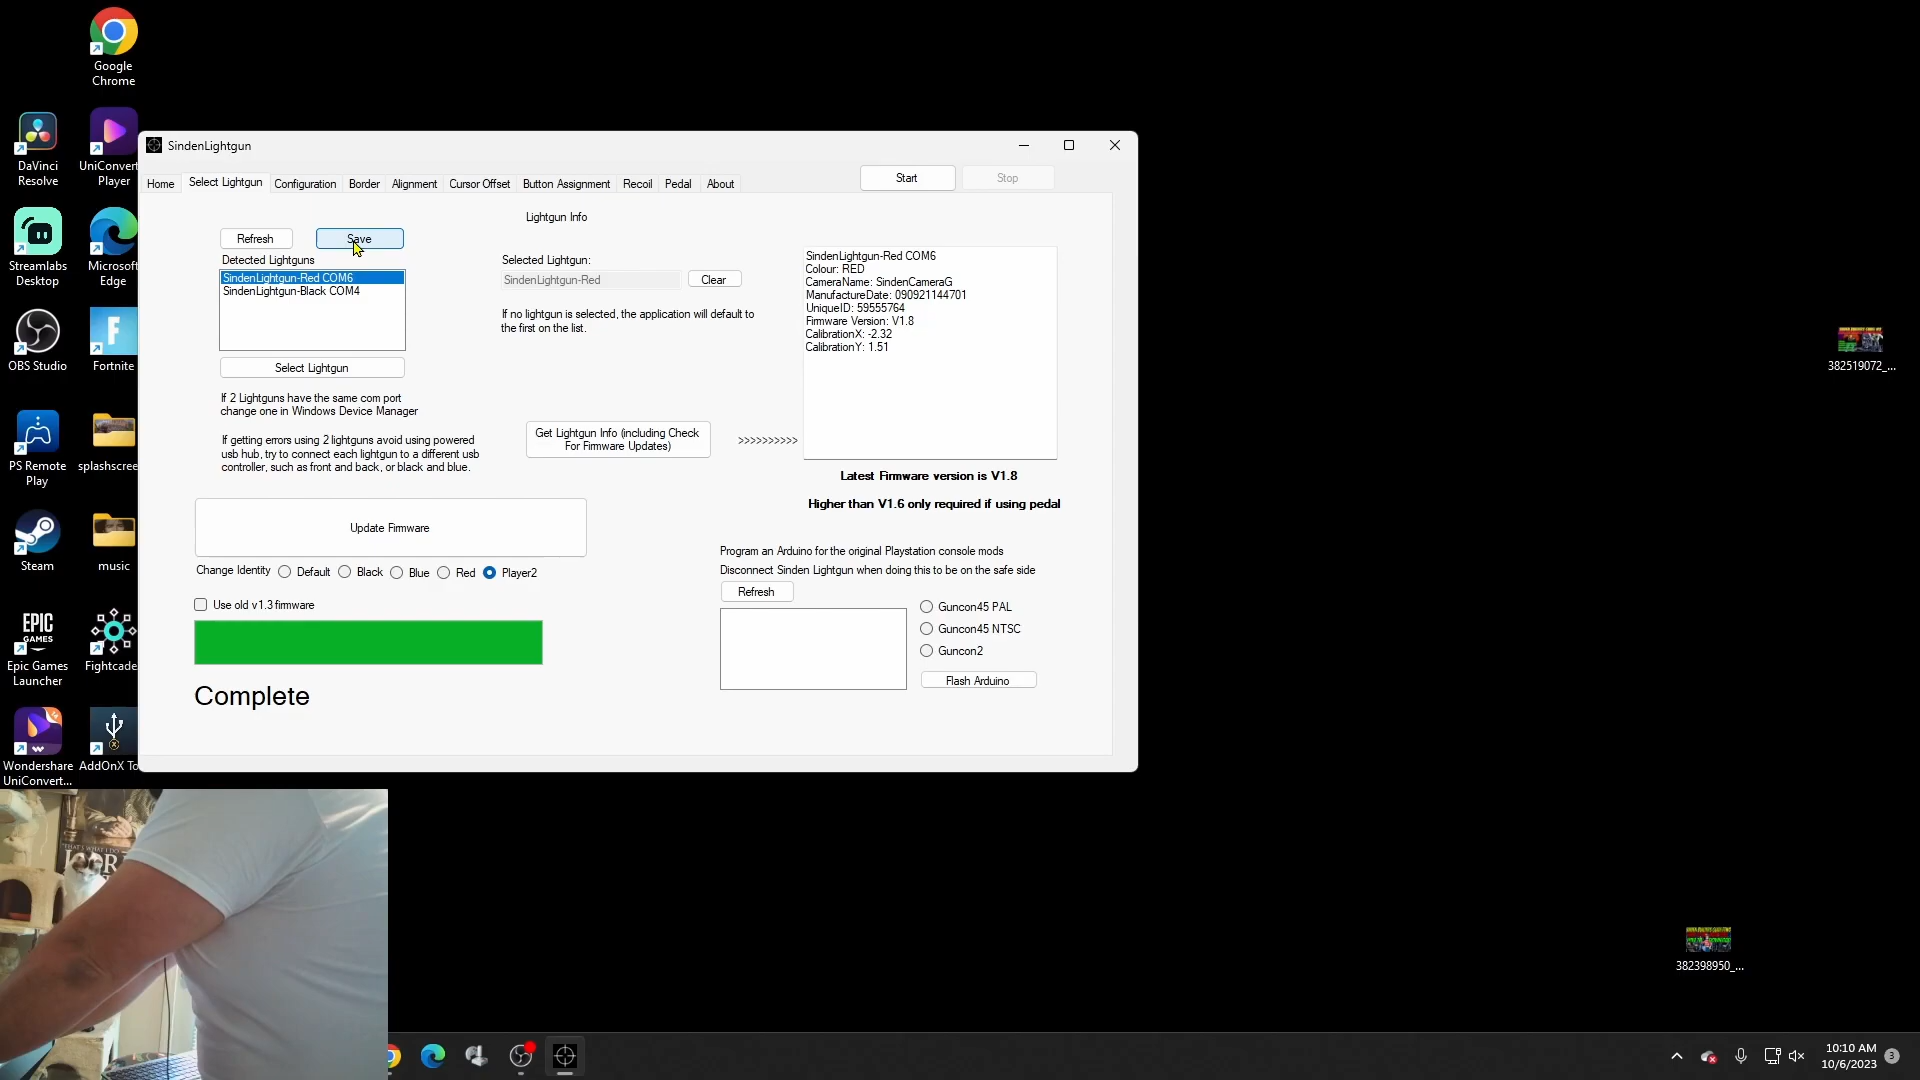 Google
Chrome
DaVinci
Resolve
UniConvert
Player
Streamlabs
Desktop
Microsoft
Edge
OBS Studio
Fortnite
PS Remote
Play
splashscree
Steam
music
Epic Games
Launcher
EPIC
GAMES
Fightcade
Wondershare
UniConvert...
AddOnX To
SindenLightgun
Home
Select Lightgun
Configuration
Border
Alignment
Cursor Offset
Button Assignment
Recoil
Pedal
About
Start
Stop
Lightgun Info
Refresh
Save
Detected Lightguns
SindenLightgun-Red COM6
SindenLightgun-Black COM4
Select Lightgun
If 2 Lightguns have the same com port
change one in Windows Device Manager
If getting errors using 2 lightguns avoid using powered
usb hub, try to connect each lightgun to a different usb
controller, such as front and back, or black and blue.
Selected Lightgun:
SindenLightgun-Red
Clear
If no lightgun is selected, the application will default to
the first on the list.
Get Lightgun Info (including Check
For Firmware Updates)
>>>>>>>>>>
SindenLightgun-Red COM6
Colour: RED
CameraName: SindenCameraG
ManufactureDate: 090921144701
UniqueID: 59555764
Firmware Version: V1.8
CalibrationX: -2.32
CalibrationY: 1.51
Latest Firmware version is V1.8
Higher than V1.6 only required if using pedal
Update Firmware
Change Identity
Default
Black
Blue
Red
Player2
Use old v1.3 firmware
Complete
Program an Arduino for the original Playstation console mods
Disconnect Sinden Lightgun when doing this to be on the safe side
Refresh
Guncon45 PAL
Guncon45 NTSC
Guncon2
Flash Arduino
382519072_...
382398950_...
THAT'S WHAT I DO
10:10 AM
10/6/2023
3